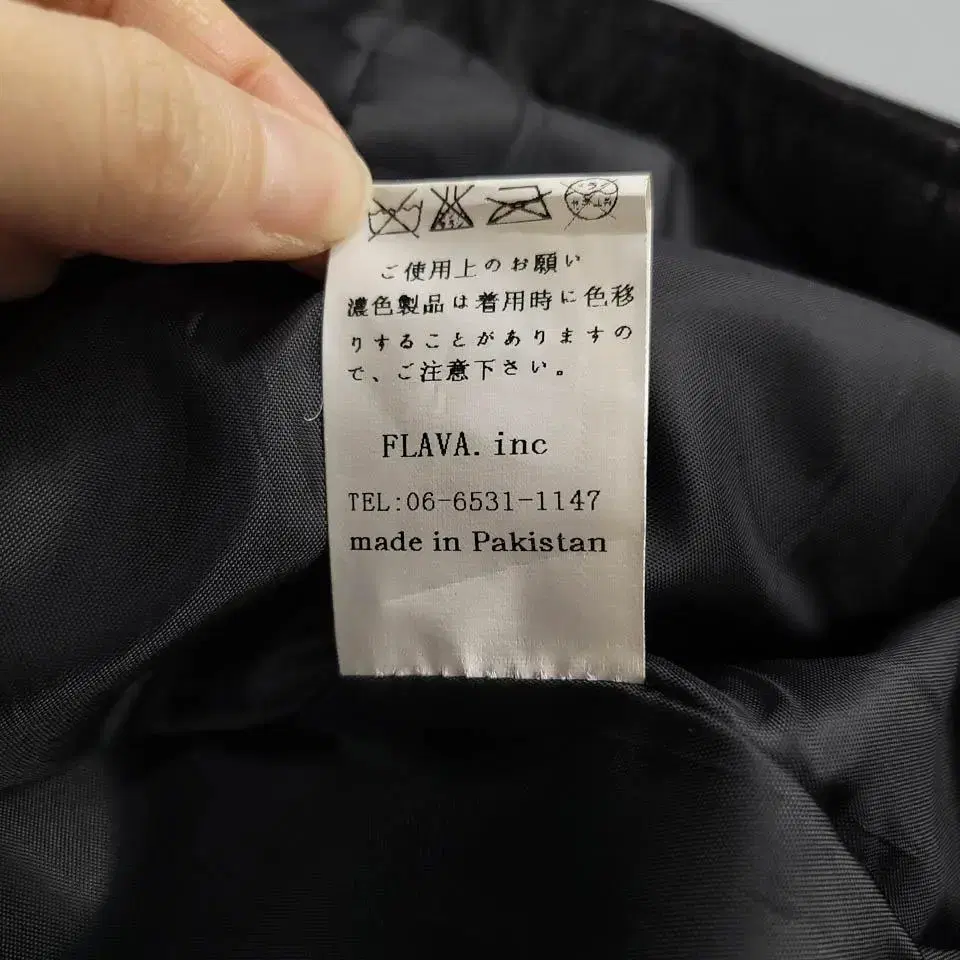 ご使用上のお願い
濃色製品は着用時に色移
りすることがありますの
で、ご注意下さい。
FLAVA.inc
TEL:06-6531-1147
made in Pakistan